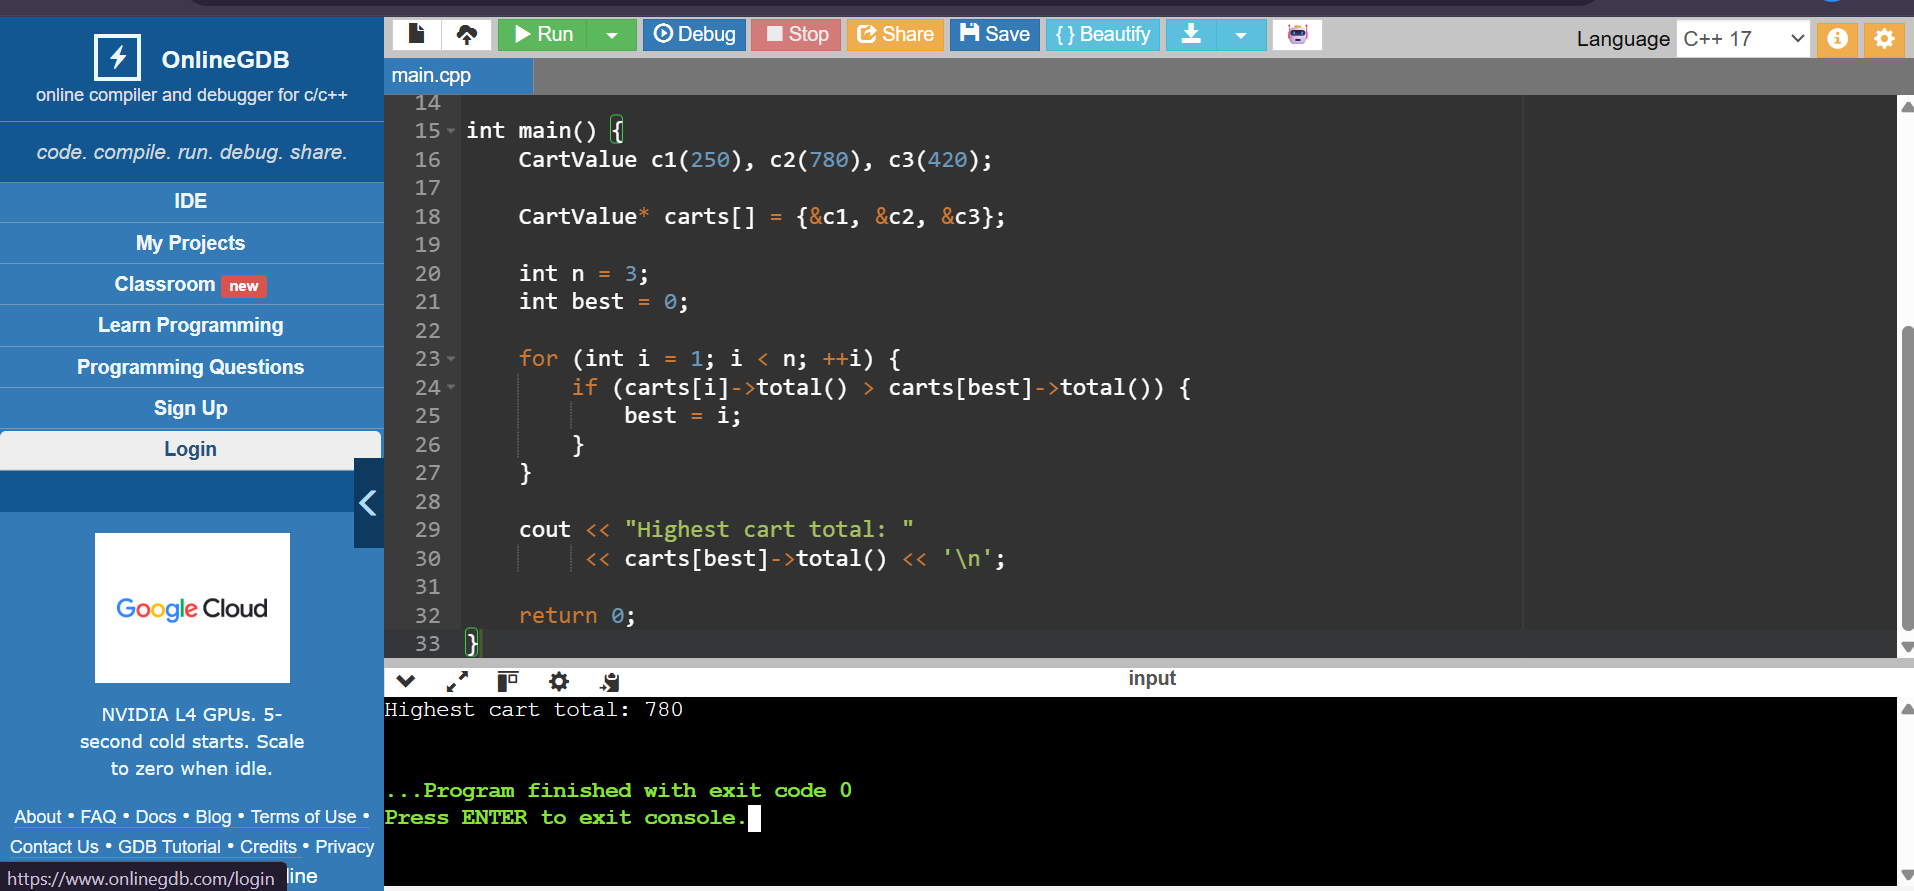 OnlineGDB
online compiler and debugger for c/c++
code. compile. run. debug. share.
IDE
My Projects
Classroom new
Learn Programming
Programming Questions
Sign Up
Login
Google Cloud
NVIDIA L4 GPUs. 5-
second cold starts. Scale
to zero when idle.
About • FAQ • Docs • Blog • Terms of Use •
Contact Us • GDB Tutorial • Credits • Privacy
https://www.onlinegdb.com/login line
Run Debug Stop Share Save {} Beautify Language C++ 17
main.cpp
14
15 int main() {
16     CartValue c1(250), c2(780), c3(420);
17
18     CartValue* carts[] = {&c1, &c2, &c3};
19
20     int n = 3;
21     int best = 0;
22
23     for (int i = 1; i < n; ++i) {
24         if (carts[i]->total() > carts[best]->total()) {
25             best = i;
26         }
27     }
28
29     cout << "Highest cart total: "
30          << carts[best]->total() << '\n';
31
32     return 0;
33 }
input
Highest cart total: 780
...Program finished with exit code 0
Press ENTER to exit console.